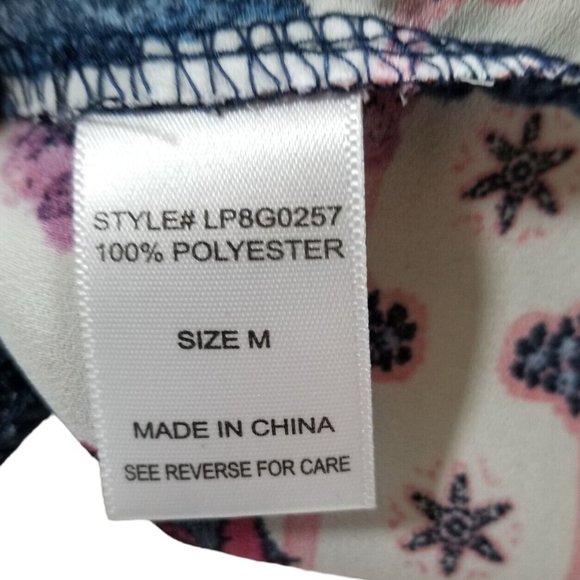 STYLE# LP8G0257
100% POLYESTER
SIZE M
MADE IN CHINA
SEE REVERSE FOR CARE